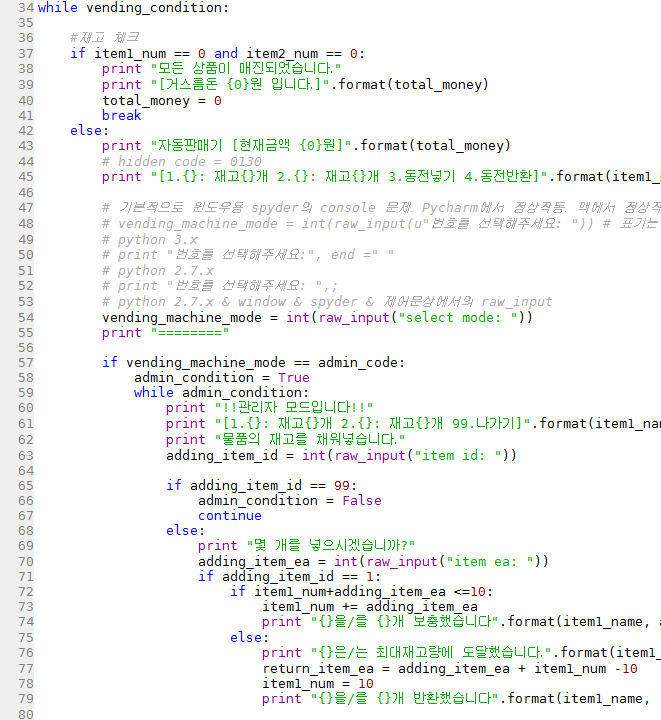 34 while vending_condition:
35
36 #재고 체크
37 if item1_num == 0 and item2_num == 0:
38 print "모든 상품이 매진되었습니다."
39 print "[거스름돈 {0}원 입니다.]".format(total_money)
40 total_money = 0
41 break
42 else:
43 print "자동판매기 [현재금액 {0}원]".format(total_money)
44 # hidden code = 0130
45 print "[1.{}: 재고{}개 2.{}: 재고{}개 3.동전넣기 4.동전반환]".format(item1_
46
47 # 기본적으로 윈도우용 spyder의 console 문제. Pycharm에서 정상작동. 맥에서 정상작
48 # vending_machine_mode = int(raw_input(u"번호를 선택해주세요: ")) # 표기는
49 # python 3.x
50 # print "번호를 선택해주세요:", end =" "
51 # python 2.7.x
52 # print "번호를 선택해주세요: ",;
53 # python 2.7.x & window & spyder & 제어문상에서의 raw_input
54 vending_machine_mode = int(raw_input("select mode: "))
55 print "========"
56
57 if vending_machine_mode == admin_code:
58 admin_condition = True
59 while admin_condition:
60 print "!!관리자 모드입니다!!"
61 print "[1.{}: 재고{}개 2.{}: 재고{}개 99.나가기]".format(item1_nam
62 print "물품의 재고를 채워넣습니다."
63 adding_item_id = int(raw_input("item id: "))
64
65 if adding_item_id == 99:
66 admin_condition = False
67 continue
68 else:
69 print "몇 개를 넣으시겠습니까?"
70 adding_item_ea = int(raw_input("item ea: "))
71 if adding_item_id == 1:
72 if item1_num+adding_item_ea <=10:
73 item1_num += adding_item_ea
74 print "{}을/를 {}개 보충했습니다".format(item1_name, a
75 else:
76 print "{}은/는 최대재고량에 도달했습니다.".format(item1_
77 return_item_ea = adding_item_ea + item1_num -10
78 item1_num = 10
79 print "{}을/를 {}개 반환했습니다".format(item1_name,
80